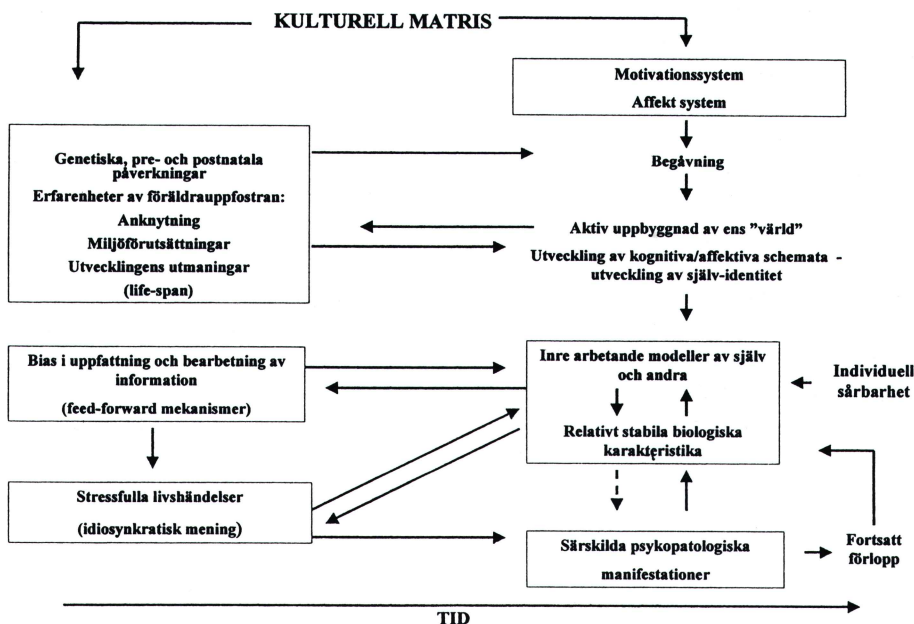 KULTURELL MATRIS
Motivationssystem
Affekt system
Genetiska, pre- och postnatala
påverkningar
Erfarenheter av föräldrauppfostran:
Anknytning
Miljöförutsättningar
Utvecklingens utmaningar
(life-span)
Begåvning
Aktiv uppbyggnad av ens ”värld”
Utveckling av kognitiva/affektiva schemata -
utveckling av själv-identitet
Bias i uppfattning och bearbetning av
information
(feed-forward mekanismer)
Inre arbetande modeller av själv
och andra
Relativt stabila biologiska
karakteristika
Individuell
sårbarhet
Stressfulla livshändelser
(idiosynkratisk mening)
Särskilda psykopatologiska
manifestationer
Fortsatt
förlopp
TID